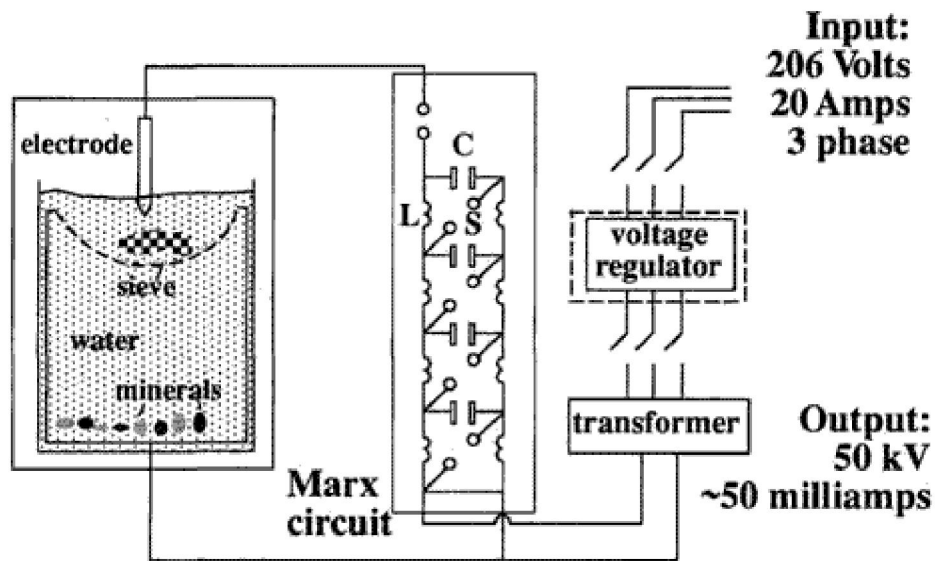 Input:
206 Volts
20 Amps
3 phase
electrode
C
L
S
voltage
regulator
sieve
water
minerals
transformer
Output:
50 kV
~50 milliamps
Marx
circuit